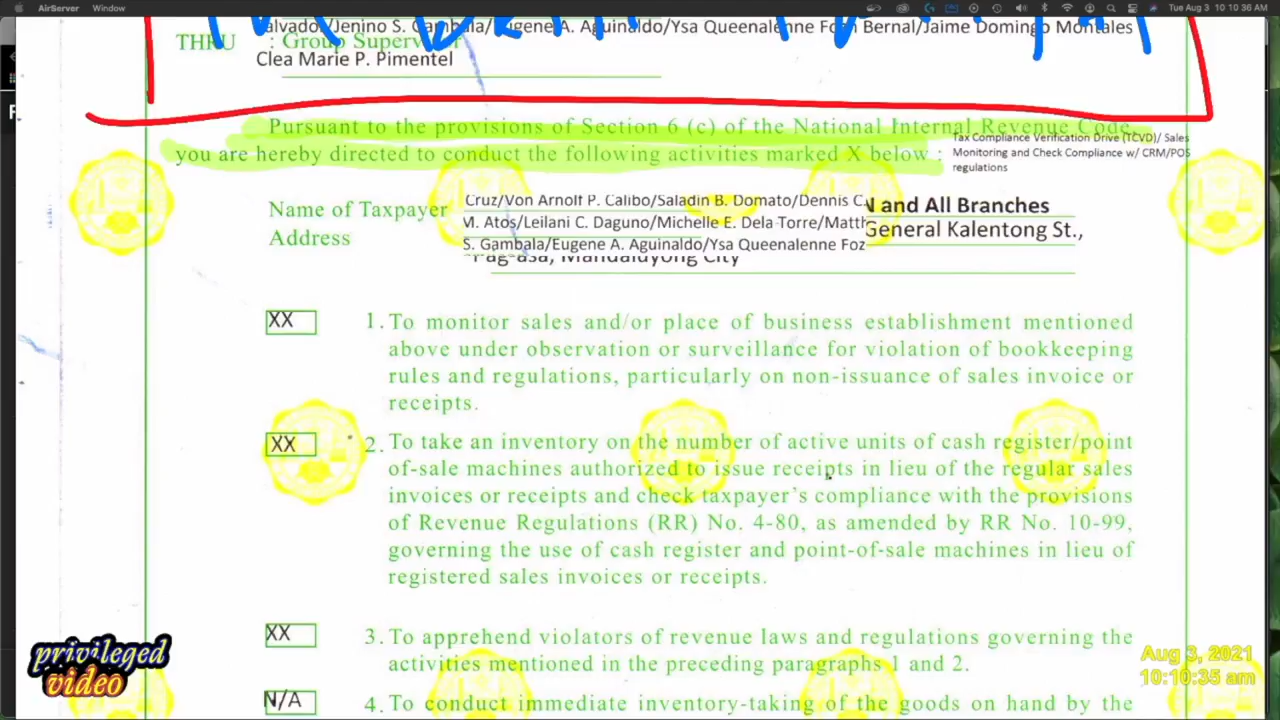 AirServer Window Tue Aug 3 10:10:36 AM
alvador/Jenino S. Gambala/Eugene A. Aguinaldo/Ysa Queenalenne Foz Bernal/Jaime Domingo Montales
THRU : Group Supervisor
Clea Marie P. Pimentel
Pursuant to the provisions of Section 6 (c) of the National Internal Revenue Code,
you are hereby directed to conduct the following activities marked X below :
Tax Compliance Verification Drive (TCVD)/ Sales
Monitoring and Check Compliance w/ CRM/POS
regulations
Name of Taxpayer
Cruz/Von Arnolt P. Calibo/Saladin B. Domato/Dennis C.
M. Atos/Leilani C. Daguno/Michelle E. Dela Torre/Matth
S. Gambala/Eugene A. Aguinaldo/Ysa Queenalenne Foz
N and All Branches
Address
General Kalentong St.,
Pag-asa, Mandaluyong City
XX 1. To monitor sales and/or place of business establishment mentioned
above under observation or surveillance for violation of bookkeeping
rules and regulations, particularly on non-issuance of sales invoice or
receipts.
XX 2. To take an inventory on the number of active units of cash register/point
of-sale machines authorized to issue receipts in lieu of the regular sales
invoices or receipts and check taxpayer's compliance with the provisions
of Revenue Regulations (RR) No. 4-80, as amended by RR No. 10-99,
governing the use of cash register and point-of-sale machines in lieu of
registered sales invoices or receipts.
XX 3. To apprehend violators of revenue laws and regulations governing the
activities mentioned in the preceding paragraphs 1 and 2.
N/A 4. To conduct immediate inventory-taking of the goods on hand by the
privileged
video
Aug 3, 2021
10:10:35 am